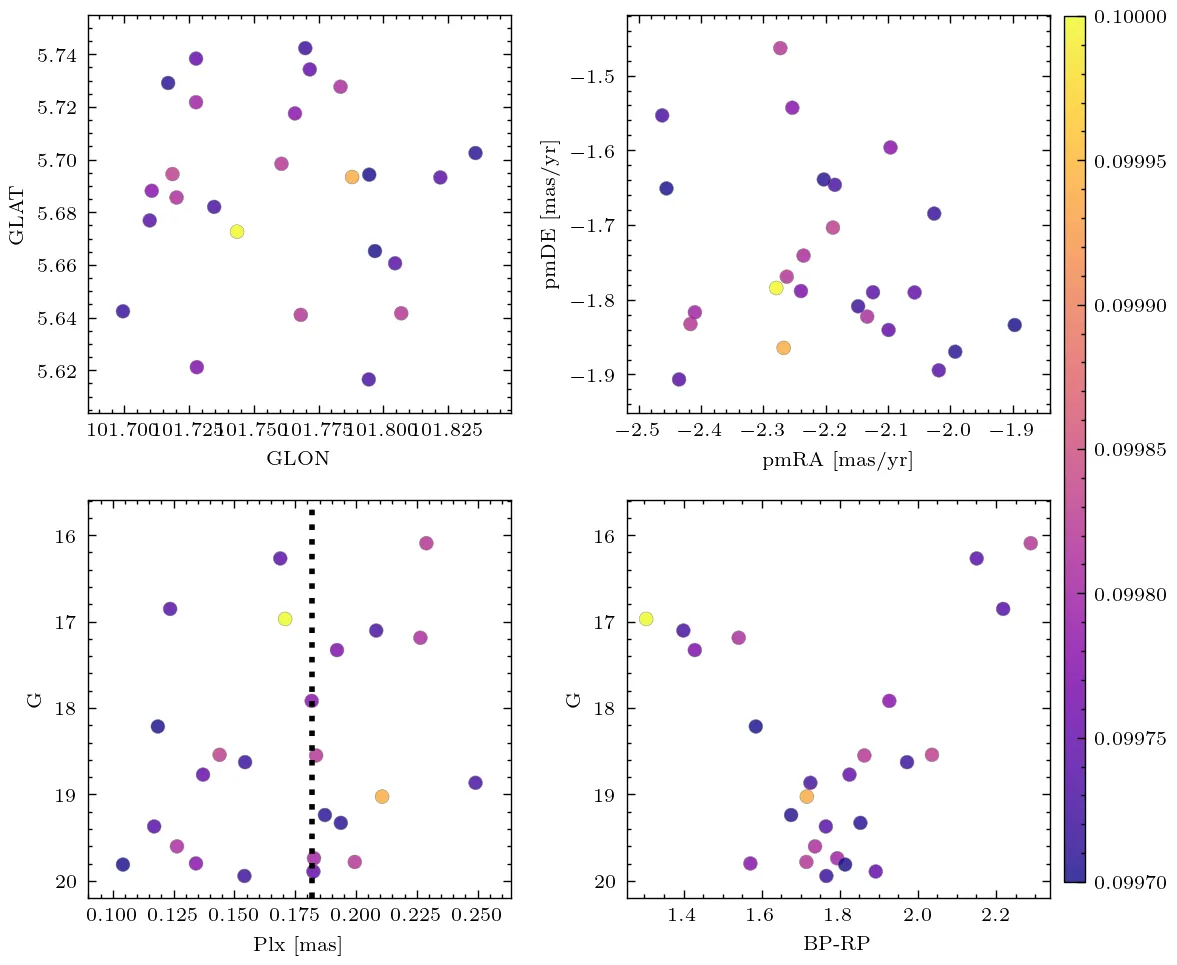 5.74
5.72
5.70
5.68
5.66
5.64
5.62
GLAT
101.700 101.725 101.750 101.775 101.800 101.825
GLON
−1.5
−1.6
−1.7
−1.8
−1.9
pmDE [mas/yr]
−2.5 −2.4 −2.3 −2.2 −2.1 −2.0 −1.9
pmRA [mas/yr]
16
17
18
19
20
G
0.100 0.125 0.150 0.175 0.200 0.225 0.250
Plx [mas]
16
17
18
19
20
G
1.4 1.6 1.8 2.0 2.2
BP-RP
0.10000
0.09995
0.09990
0.09985
0.09980
0.09975
0.09970